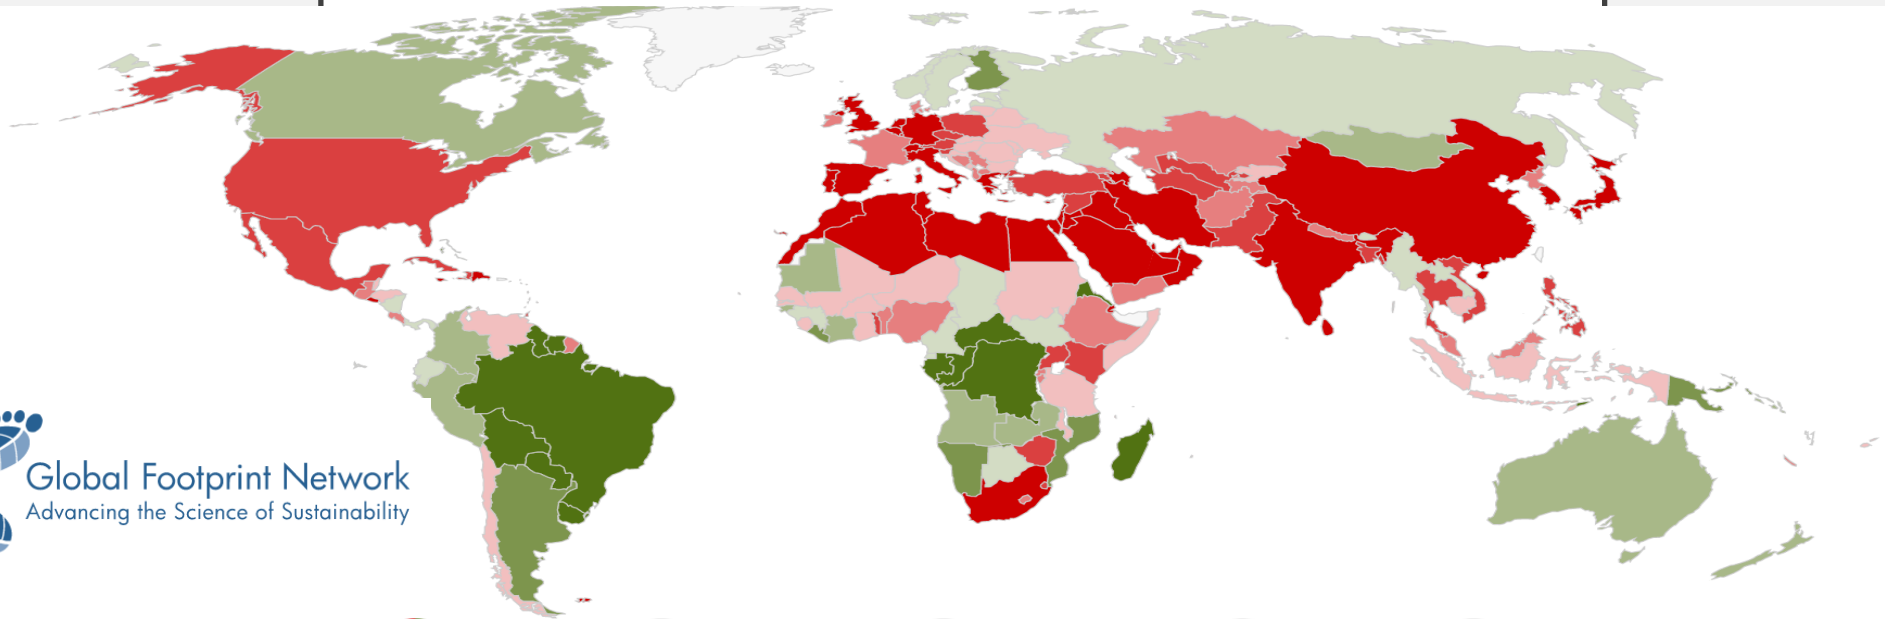 Global Footprint Network
Advancing the Science of Sustainability